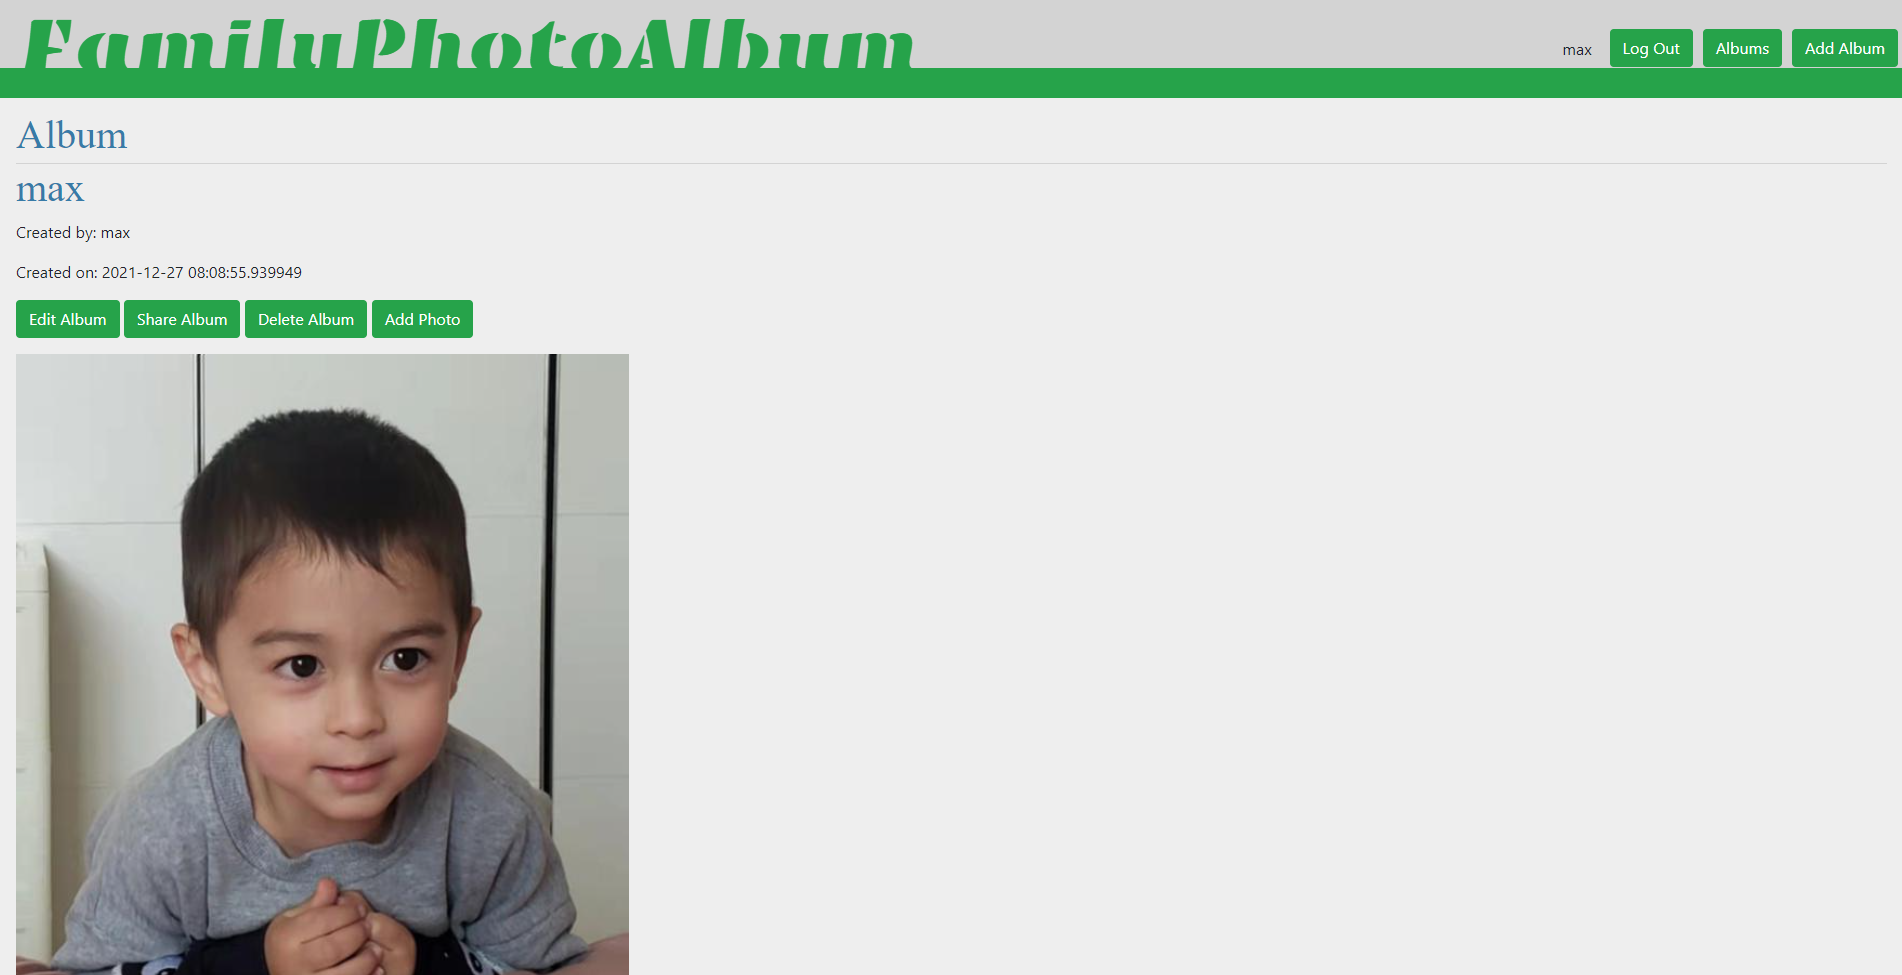 FamilyPhotoAlbum
max Log Out Albums Add Album
Album
max
Created by: max
Created on: 2021-12-27 08:08:55.939949
Edit Album Share Album Delete Album Add Photo